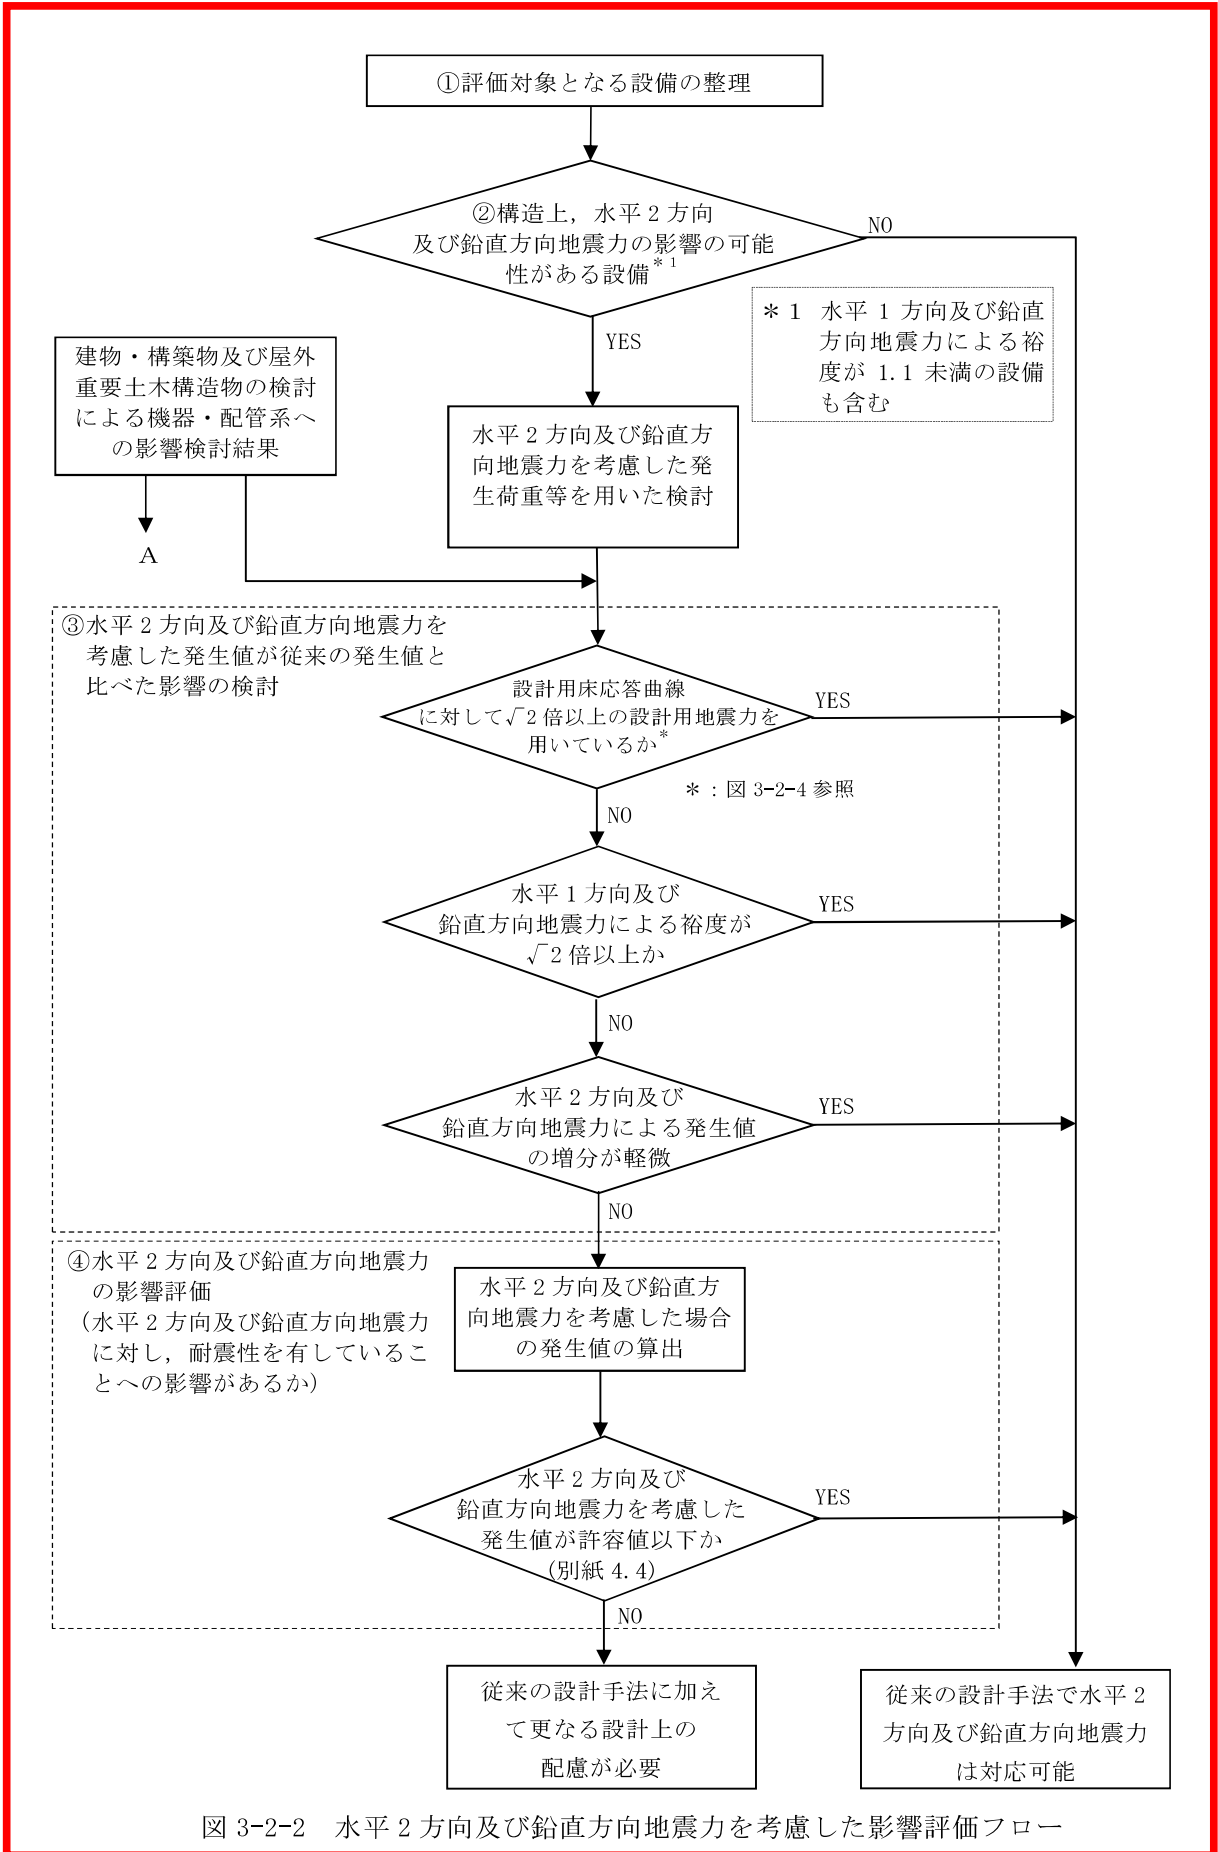 ①評価対象となる設備の整理
②構造上，水平２方向
及び鉛直方向地震力の影響の可能
性がある設備＊１
NO
YES
＊１ 水平１方向及び鉛直
方向地震力による裕
度が 1.1 未満の設備
も含む
建物・構築物及び屋外
重要土木構造物の検討
による機器・配管系へ
の影響検討結果
A
水平２方向及び鉛直方
向地震力を考慮した発
生荷重等を用いた検討
③水平２方向及び鉛直方向地震力を
考慮した発生値が従来の発生値と
比べた影響の検討
設計用床応答曲線
に対して√２倍以上の設計用地震力を
用いているか＊
YES
＊：図 3-2-4 参照
NO
水平１方向及び
鉛直方向地震力による裕度が
√２倍以上か
YES
NO
水平２方向及び
鉛直方向地震力による発生値
の増分が軽微
YES
NO
④水平２方向及び鉛直方向地震力
の影響評価
（水平２方向及び鉛直方向地震力
に対し，耐震性を有しているこ
とへの影響があるか）
水平２方向及び鉛直方
向地震力を考慮した場合
の発生値の算出
水平２方向及び
鉛直方向地震力を考慮した
発生値が許容値以下か
(別紙 4.4)
YES
NO
従来の設計手法に加え
て更なる設計上の
配慮が必要
従来の設計手法で水平２
方向及び鉛直方向地震力
は対応可能
図 3-2-2　水平２方向及び鉛直方向地震力を考慮した影響評価フロー